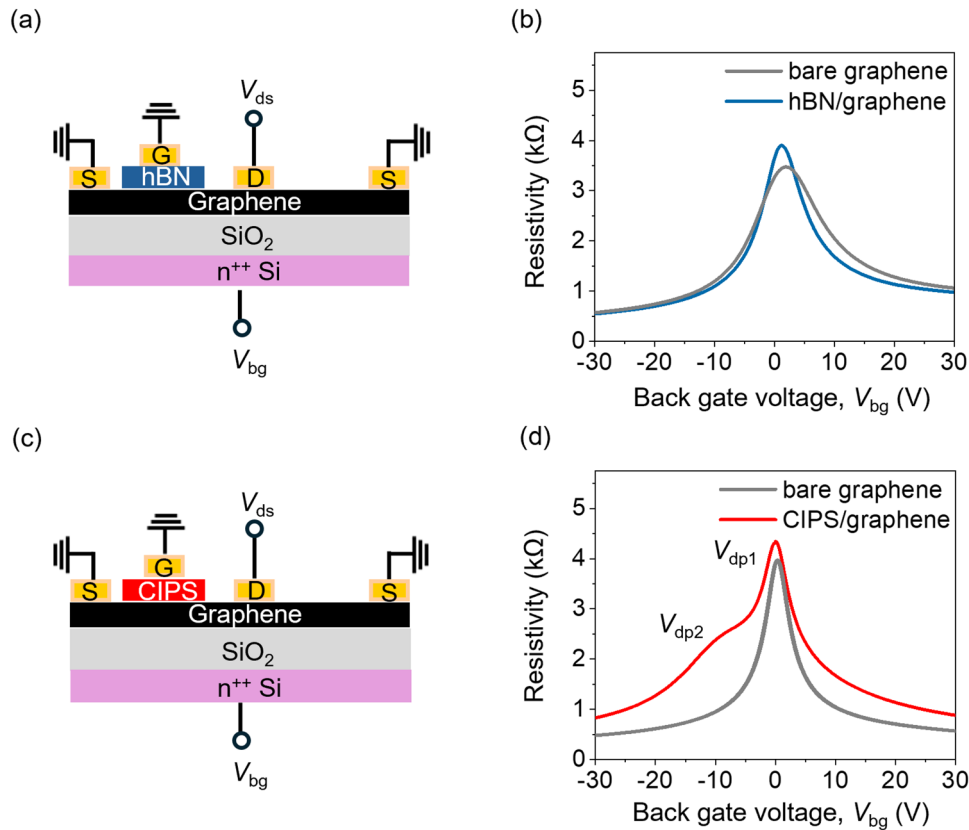 (a)
V_ds
G
S
hBN
D
S
Graphene
SiO₂
n⁺⁺ Si
V_bg
(b)
bare graphene
hBN/graphene
Resistivity (kΩ)
5
4
3
2
1
0
-30 -20 -10 0 10 20 30
Back gate voltage, V_bg (V)
(c)
V_ds
G
S
CIPS
D
S
Graphene
SiO₂
n⁺⁺ Si
V_bg
(d)
bare graphene
CIPS/graphene
V_dp1
V_dp2
Resistivity (kΩ)
5
4
3
2
1
0
-30 -20 -10 0 10 20 30
Back gate voltage, V_bg (V)